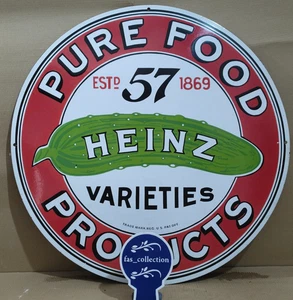 PURE FOOD
ESTD 57 1869
HEINZ
VARIETIES
PRODUCTS
fas_collection